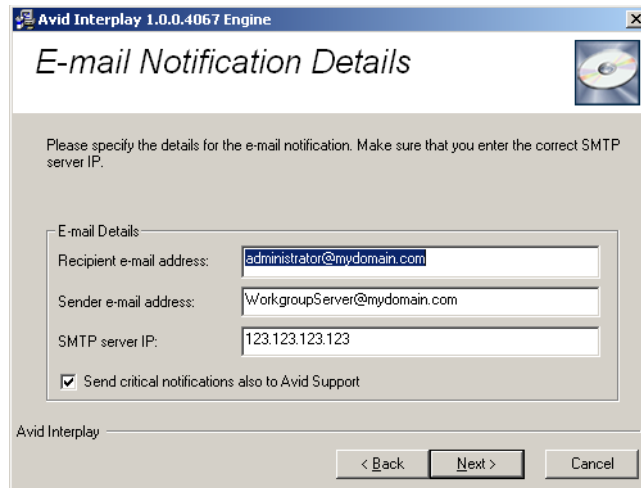 Avid Interplay 1.0.0.4067 Engine
E-mail Notification Details
Please specify the details for the e-mail notification. Make sure that you enter the correct SMTP
server IP.
E-mail Details
Recipient e-mail address: administrator@mydomain.com
Sender e-mail address: WorkgroupServer@mydomain.com
SMTP server IP: 123.123.123.123
Send critical notifications also to Avid Support
Avid Interplay
< Back Next > Cancel